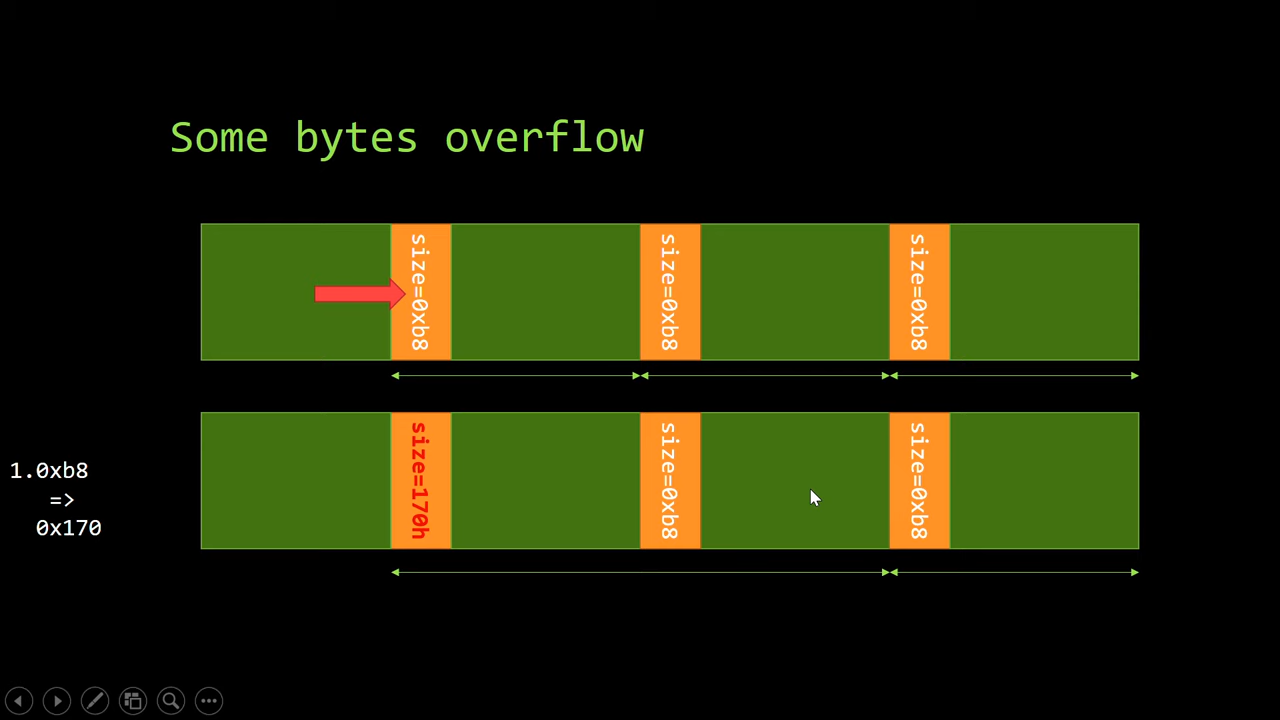 Some bytes overflow
size=0xb8
size=0xb8
size=0xb8
size=170h
size=0xb8
size=0xb8
1.0xb8
=>
0x170